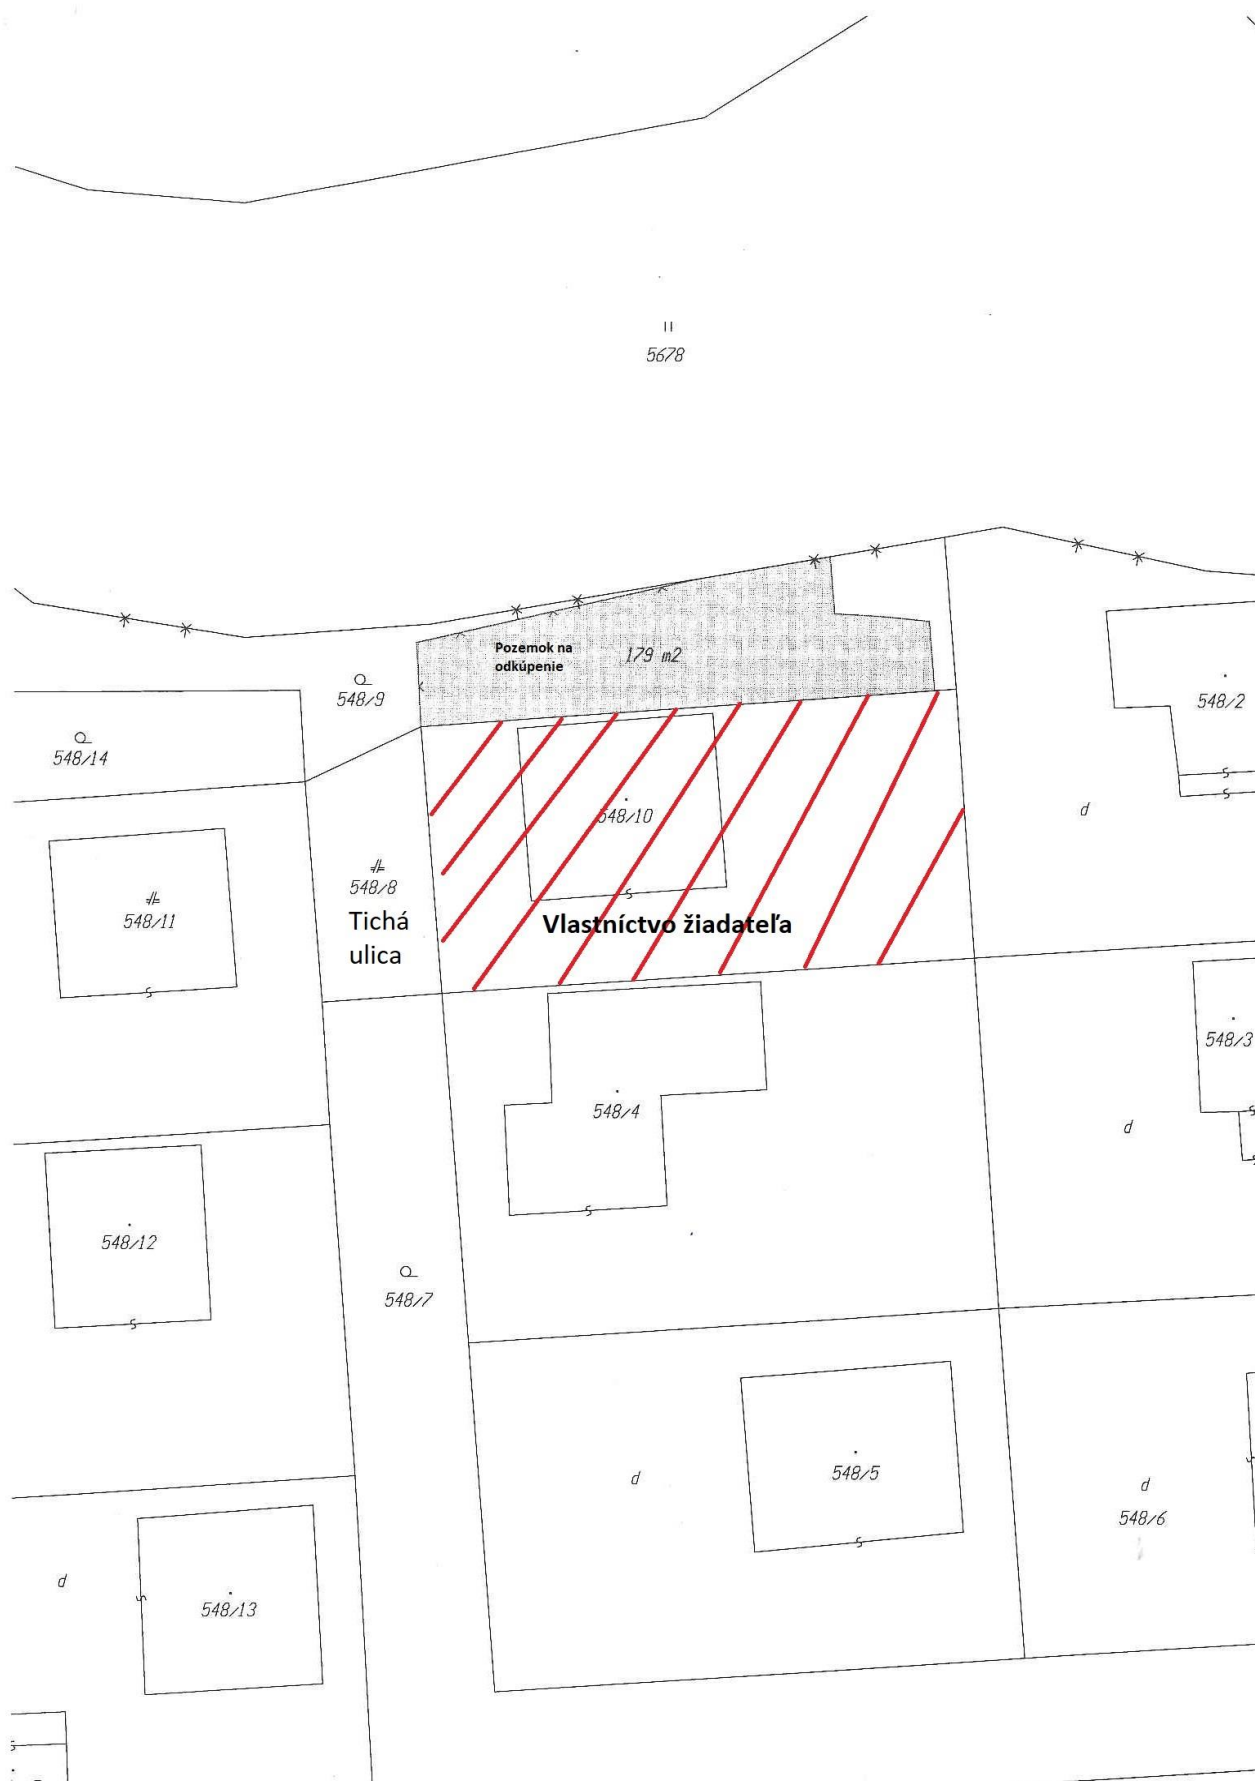 5678
Pozemok na
odkúpenie
179 m2
548/9
548/2
548/14
548/10
d
548/8
548/11
Tichá
ulica
Vlastníctvo žiadateľa
548/3
548/4
d
548/12
548/7
548/5
d
d
548/6
d
548/13